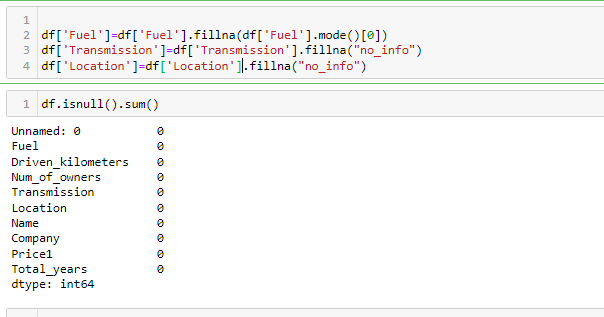 1
2 df['Fuel']=df['Fuel'].fillna(df['Fuel'].mode()[0])
3 df['Transmission']=df['Transmission'].fillna("no_info")
4 df['Location']=df['Location'].fillna("no_info")
1 df.isnull().sum()
Unnamed: 0 0
Fuel 0
Driven_kilometers 0
Num_of_owners 0
Transmission 0
Location 0
Name 0
Company 0
Price1 0
Total_years 0
dtype: int64